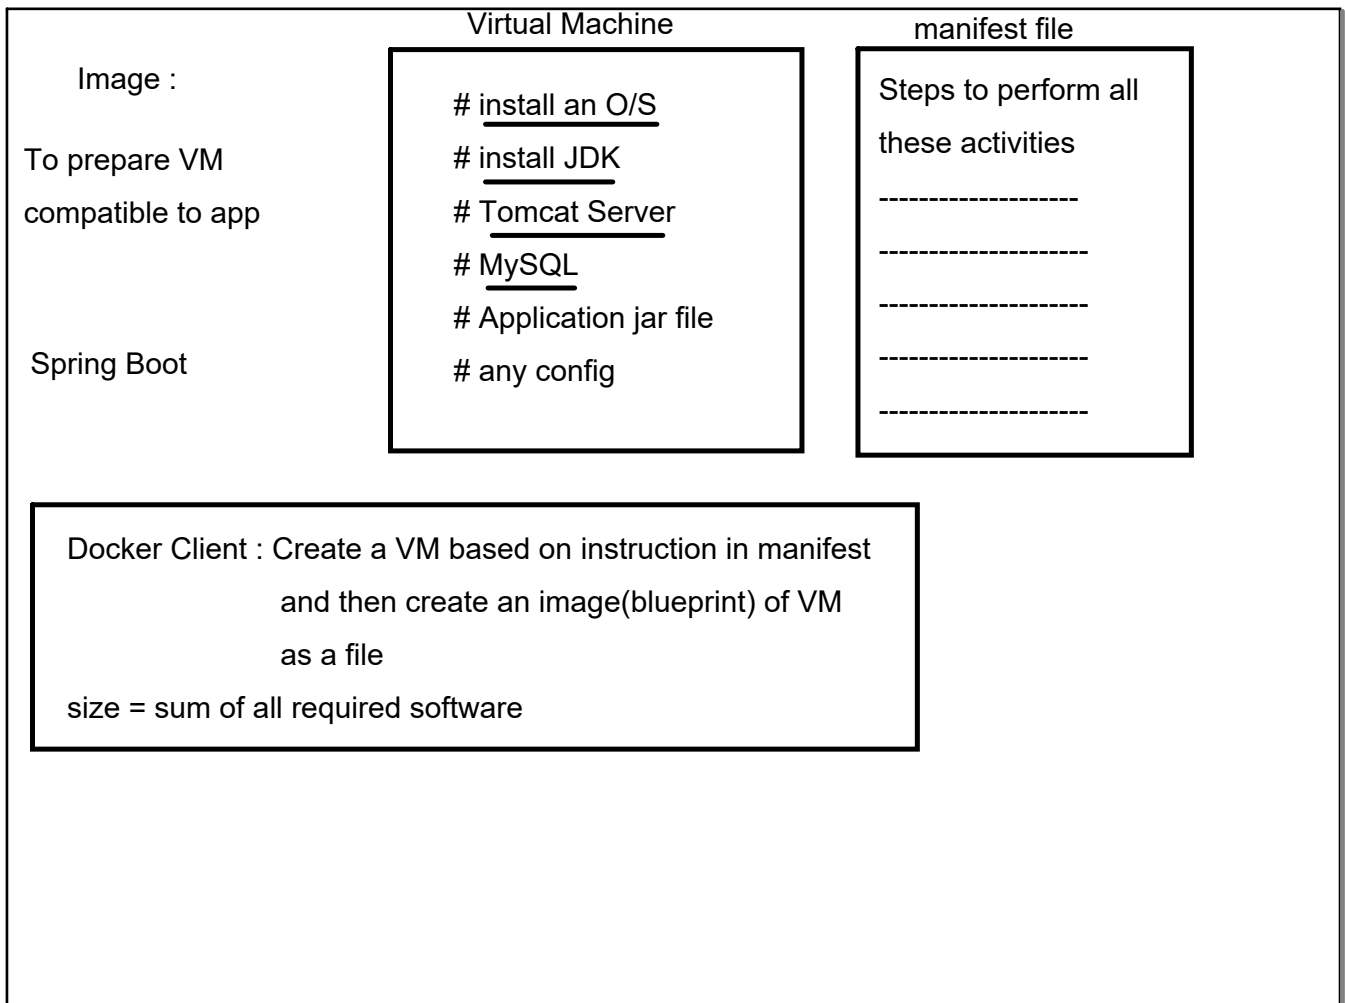 Virtual Machine
manifest file
Image :
To prepare VM
compatible to app
Spring Boot
# install an O/S
# install JDK
# Tomcat Server
# MySQL
# Application jar file
# any config
Steps to perform all
these activities
--------------------
---------------------
---------------------
---------------------
---------------------
Docker Client : Create a VM based on instruction in manifest
and then create an image(blueprint) of VM
as a file
size = sum of all required software